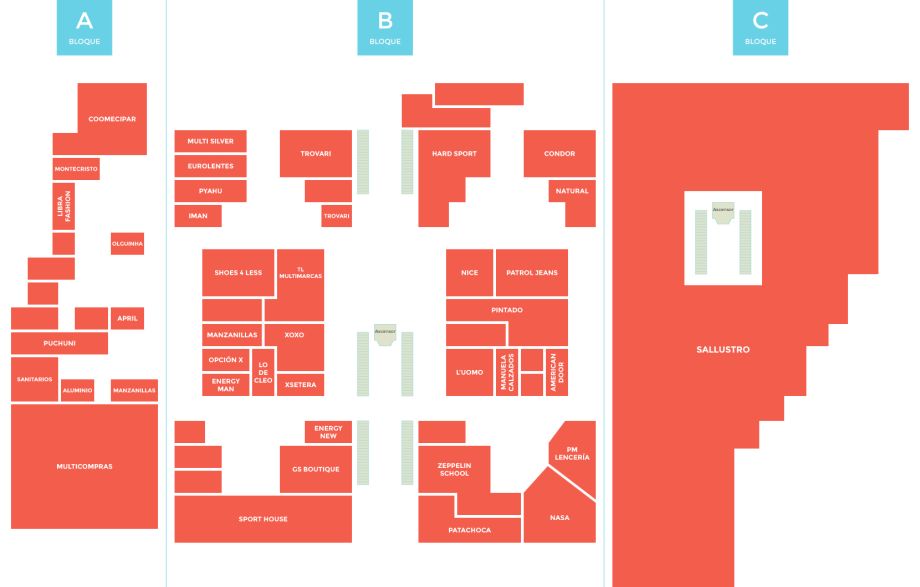 A
BLOQUE
B
BLOQUE
C
BLOQUE
COOMECIPAR
MONTECRISTO
LIBRA
FASHION
OLGUINHA
APRIL
PUCHUNI
SANITARIOS
ALUMINIO
MANZANILLAS
MULTICOMPRAS
MULTI SILVER
EUROLENTES
PYAHU
IMAN
TROVARI
TROVARI
HARD SPORT
CONDOR
NATURAL
SHOES 4 LESS
TL
MULTIMARCAS
MANZANILLAS
XOXO
OPCIÓN X
LO
DE
CLEO
ENERGY
MAN
XSETERA
Ascensor
NICE
PATROL JEANS
PINTADO
L'UOMO
MANUELA
CALZADOS
AMERICAN
DOOR
ENERGY
NEW
GS BOUTIQUE
SPORT HOUSE
ZEPPELIN
SCHOOL
PM
LENCERÍA
PATACHOCA
NASA
Ascensor
SALLUSTRO